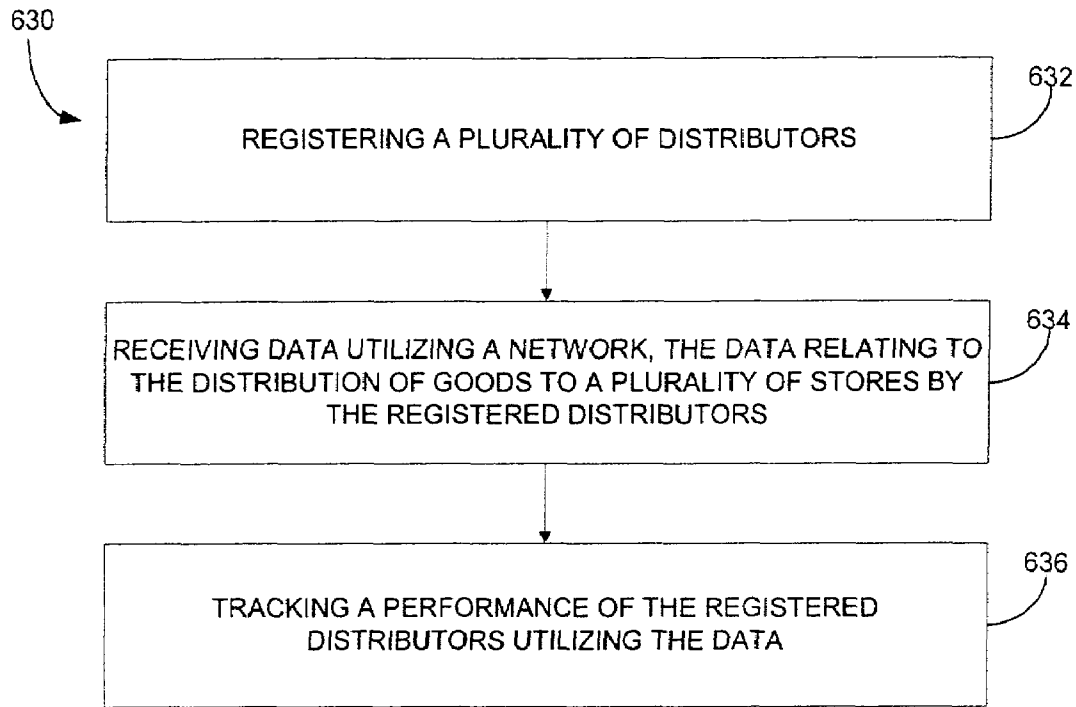 630
632
REGISTERING A PLURALITY OF DISTRIBUTORS
634
RECEIVING DATA UTILIZING A NETWORK, THE DATA RELATING TO
THE DISTRIBUTION OF GOODS TO A PLURALITY OF STORES BY
THE REGISTERED DISTRIBUTORS
636
TRACKING A PERFORMANCE OF THE REGISTERED
DISTRIBUTORS UTILIZING THE DATA